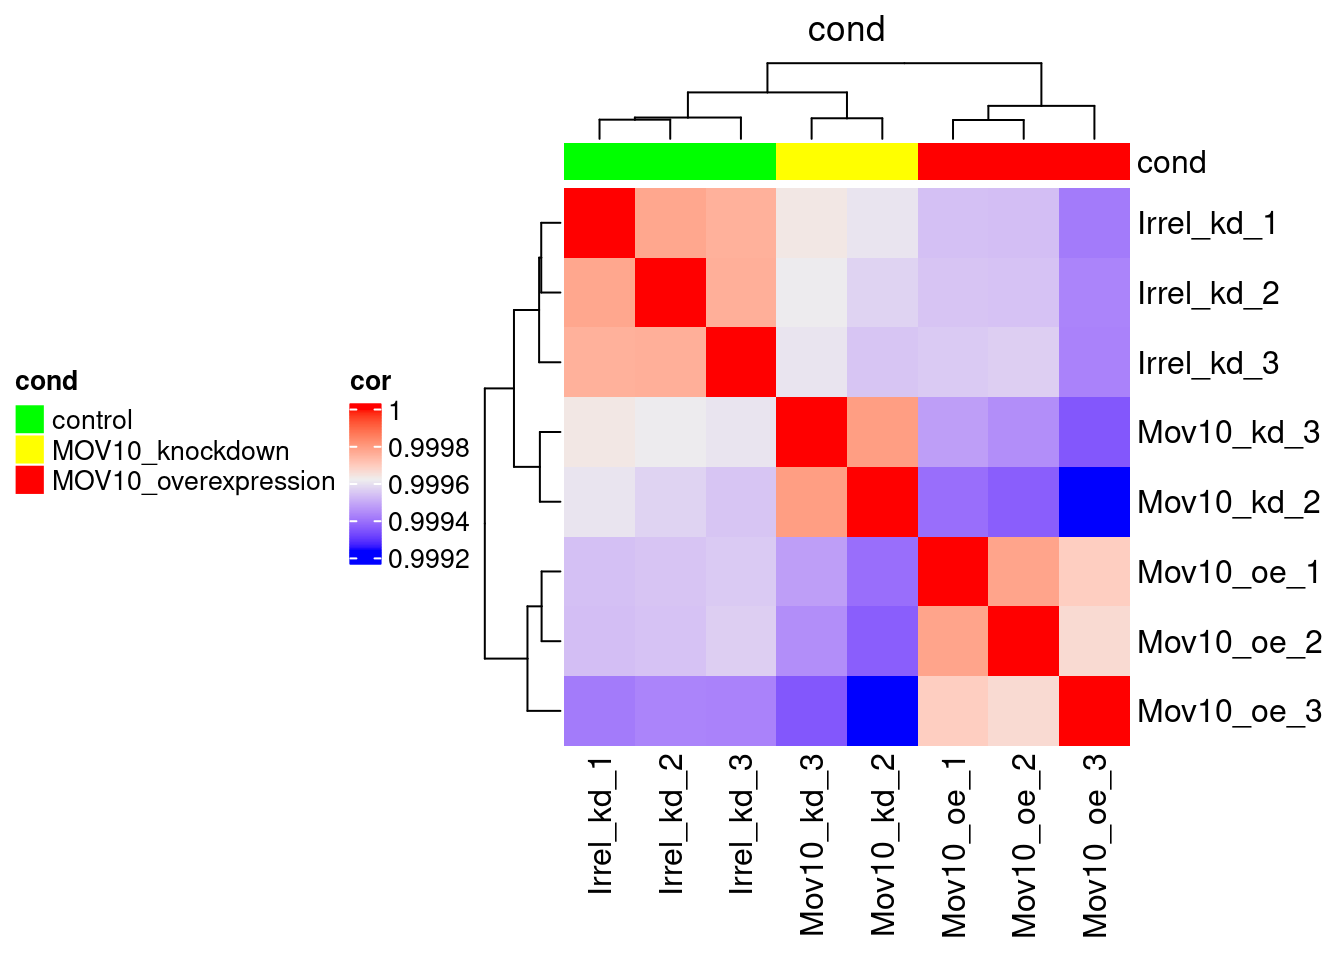 cond
cond
Irrel_kd_1
Irrel_kd_2
Irrel_kd_3
Mov10_kd_3
Mov10_kd_2
Mov10_oe_1
Mov10_oe_2
Mov10_oe_3
cond
control
MOV10_knockdown
MOV10_overexpression
cor
1
0.9998
0.9996
0.9994
0.9992
Irrel_kd_1
Irrel_kd_2
Irrel_kd_3
Mov10_kd_3
Mov10_kd_2
Mov10_oe_1
Mov10_oe_2
Mov10_oe_3